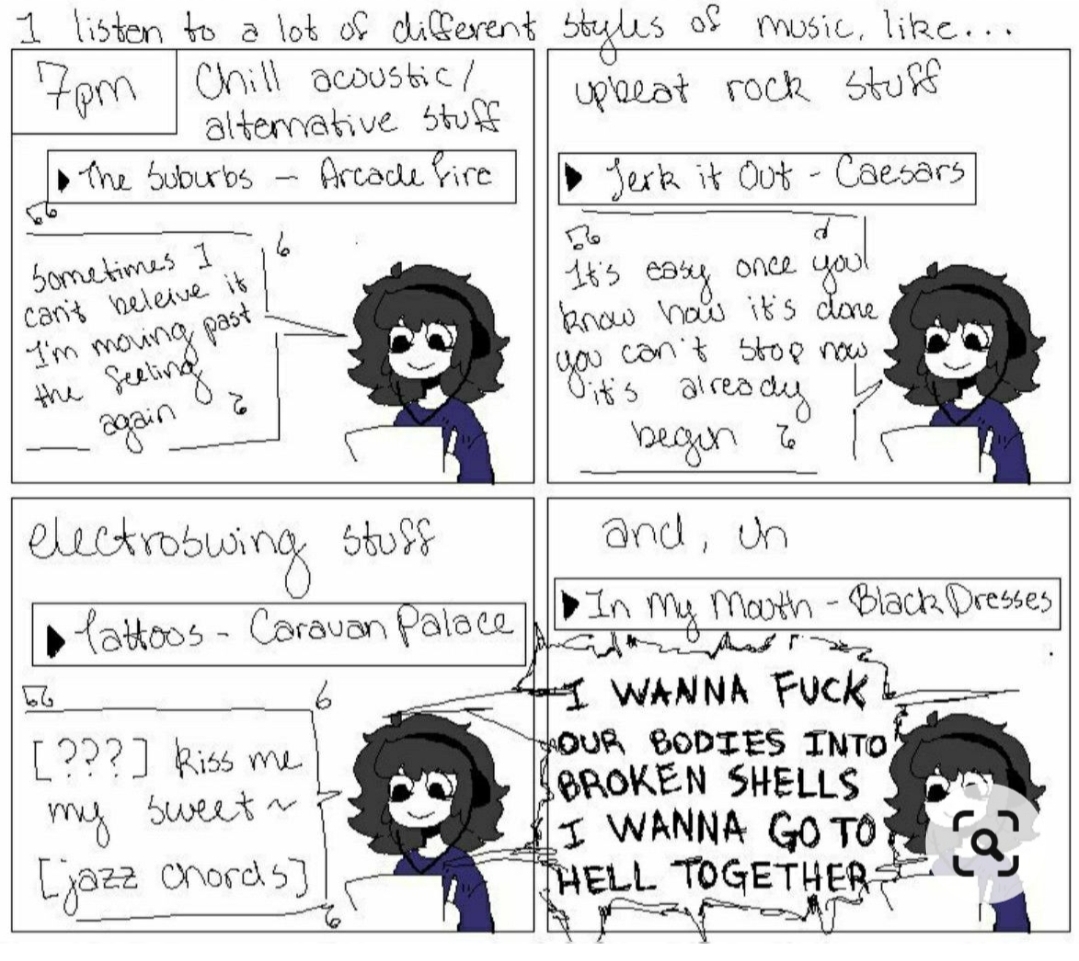 I listen to a lot of different styles of music, like...
7pm
Chill acoustic/
alternative stuff
The Suburbs - Arcade Fire
Sometimes I
can't beleive it
I'm moving past
the feeling
again
upbeat rock stuff
Jerk it Out - Caesars
It's easy once you
know how it's done
you can't stop now
it's already
begun
electroswing stuff
Tattoos - Caravan Palace
[???] kiss me
my sweet~
[jazz chords]
and, uh
In My Mouth - Black Dresses
I WANNA FUCK
OUR BODIES INTO
BROKEN SHELLS
I WANNA GO TO
HELL TOGETHER